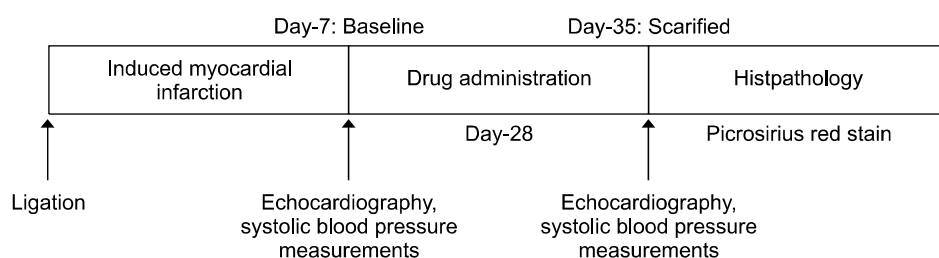 Day-7: Baseline
Day-35: Scarified
Induced myocardial
infarction
Drug administration
Histpathology
Day-28
Picrosirius red stain
Ligation
Echocardiography,
systolic blood pressure
measurements
Echocardiography,
systolic blood pressure
measurements